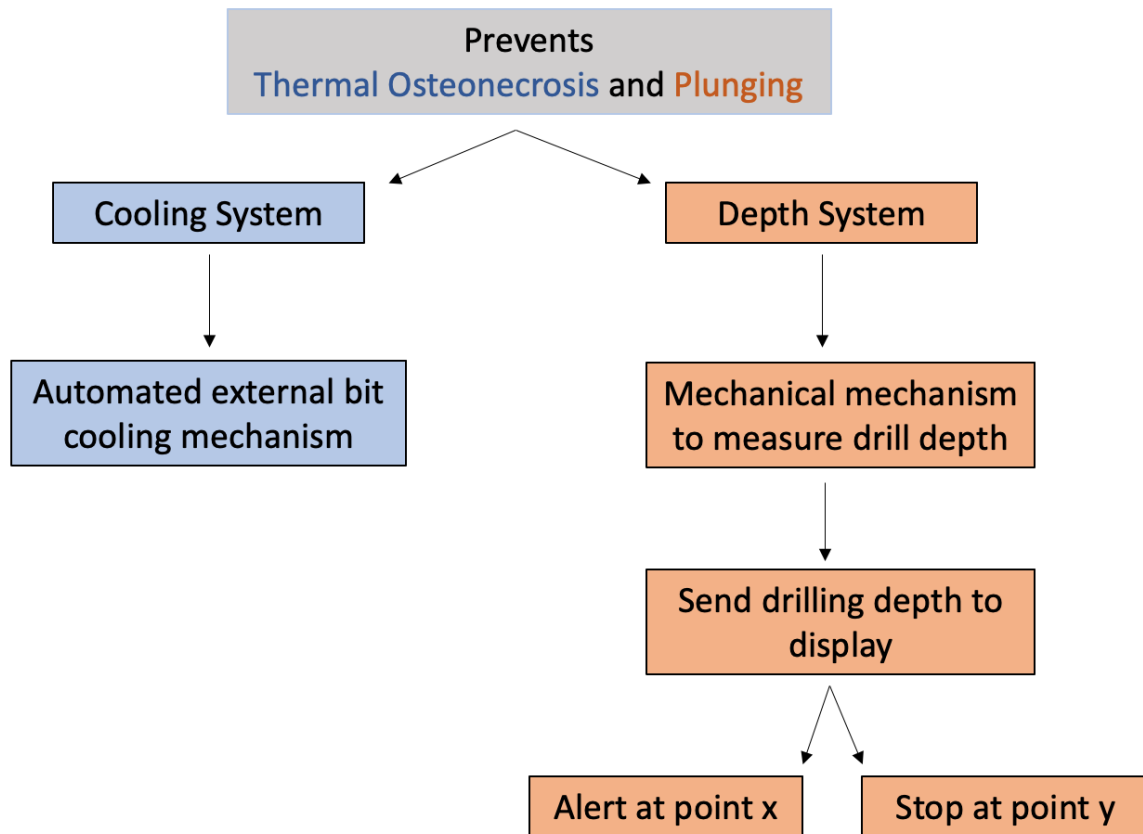 Prevents
Thermal Osteonecrosis and Plunging
Cooling System
Depth System
Automated external bit
cooling mechanism
Mechanical mechanism
to measure drill depth
Send drilling depth to
display
Alert at point x
Stop at point y